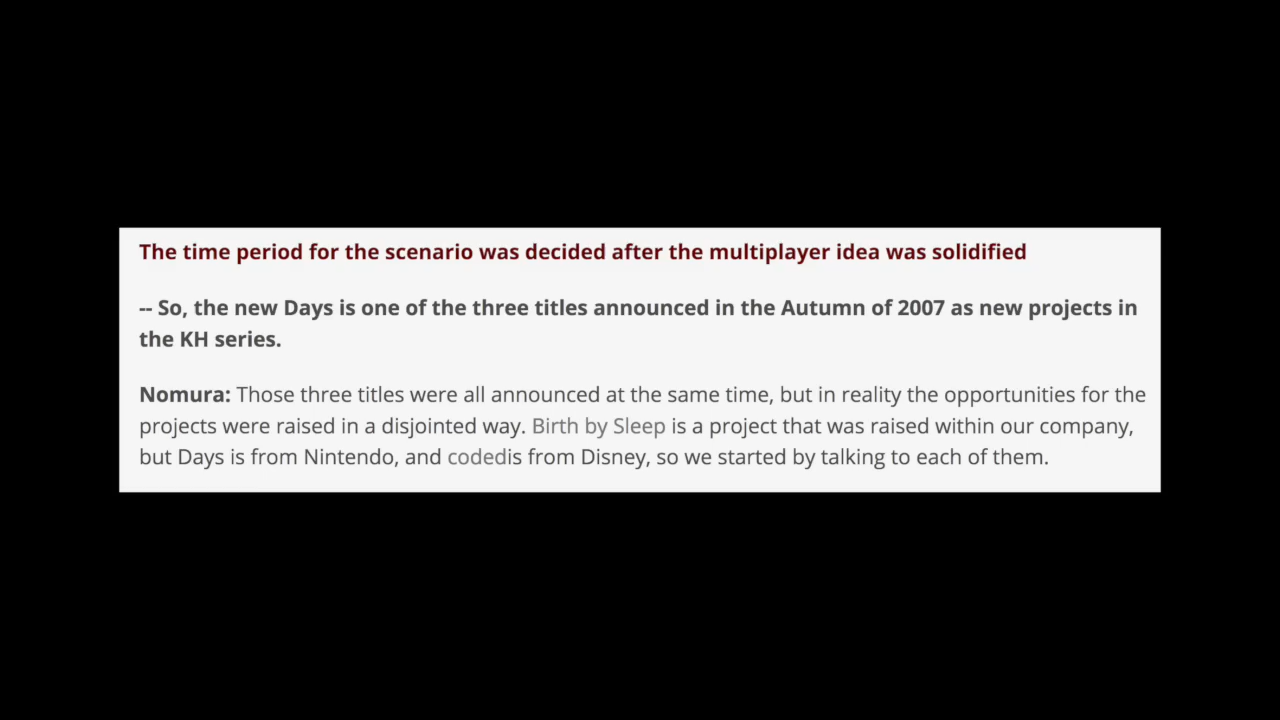 The time period for the scenario was decided after the multiplayer idea was solidified
-- So, the new Days is one of the three titles announced in the Autumn of 2007 as new projects in
the KH series.
Nomura: Those three titles were all announced at the same time, but in reality the opportunities for the
projects were raised in a disjointed way. Birth by Sleep is a project that was raised within our company,
but Days is from Nintendo, and codedis from Disney, so we started by talking to each of them.